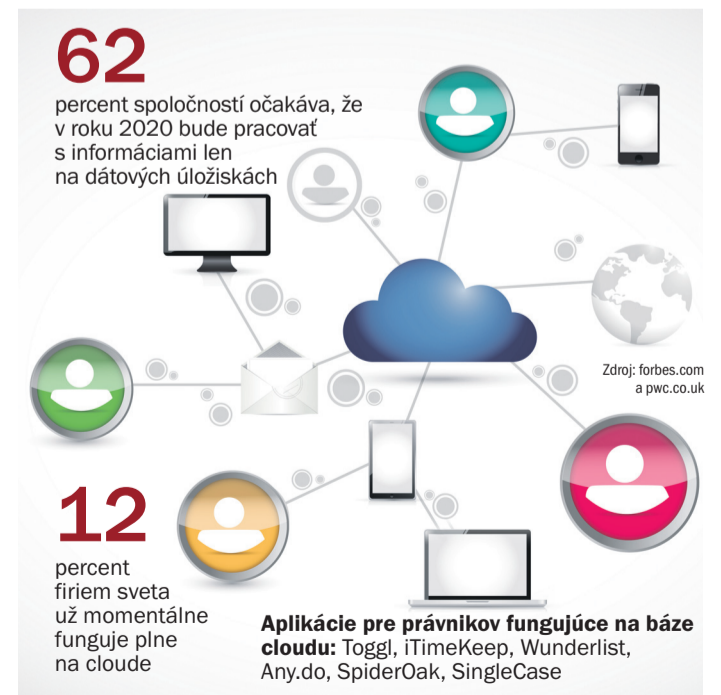 62
percent spoločností očakáva, že
v roku 2020 bude pracovať
s informáciami len
na dátových úložiskách
Zdroj: forbes.com
a pwc.co.uk
12
percent
firiem sveta
už momentálne
funguje plne
na cloude
Aplikácie pre právnikov fungujúce na báze
cloudu: Toggl, iTimeKeep, Wunderlist,
Any.do, SpiderOak, SingleCase